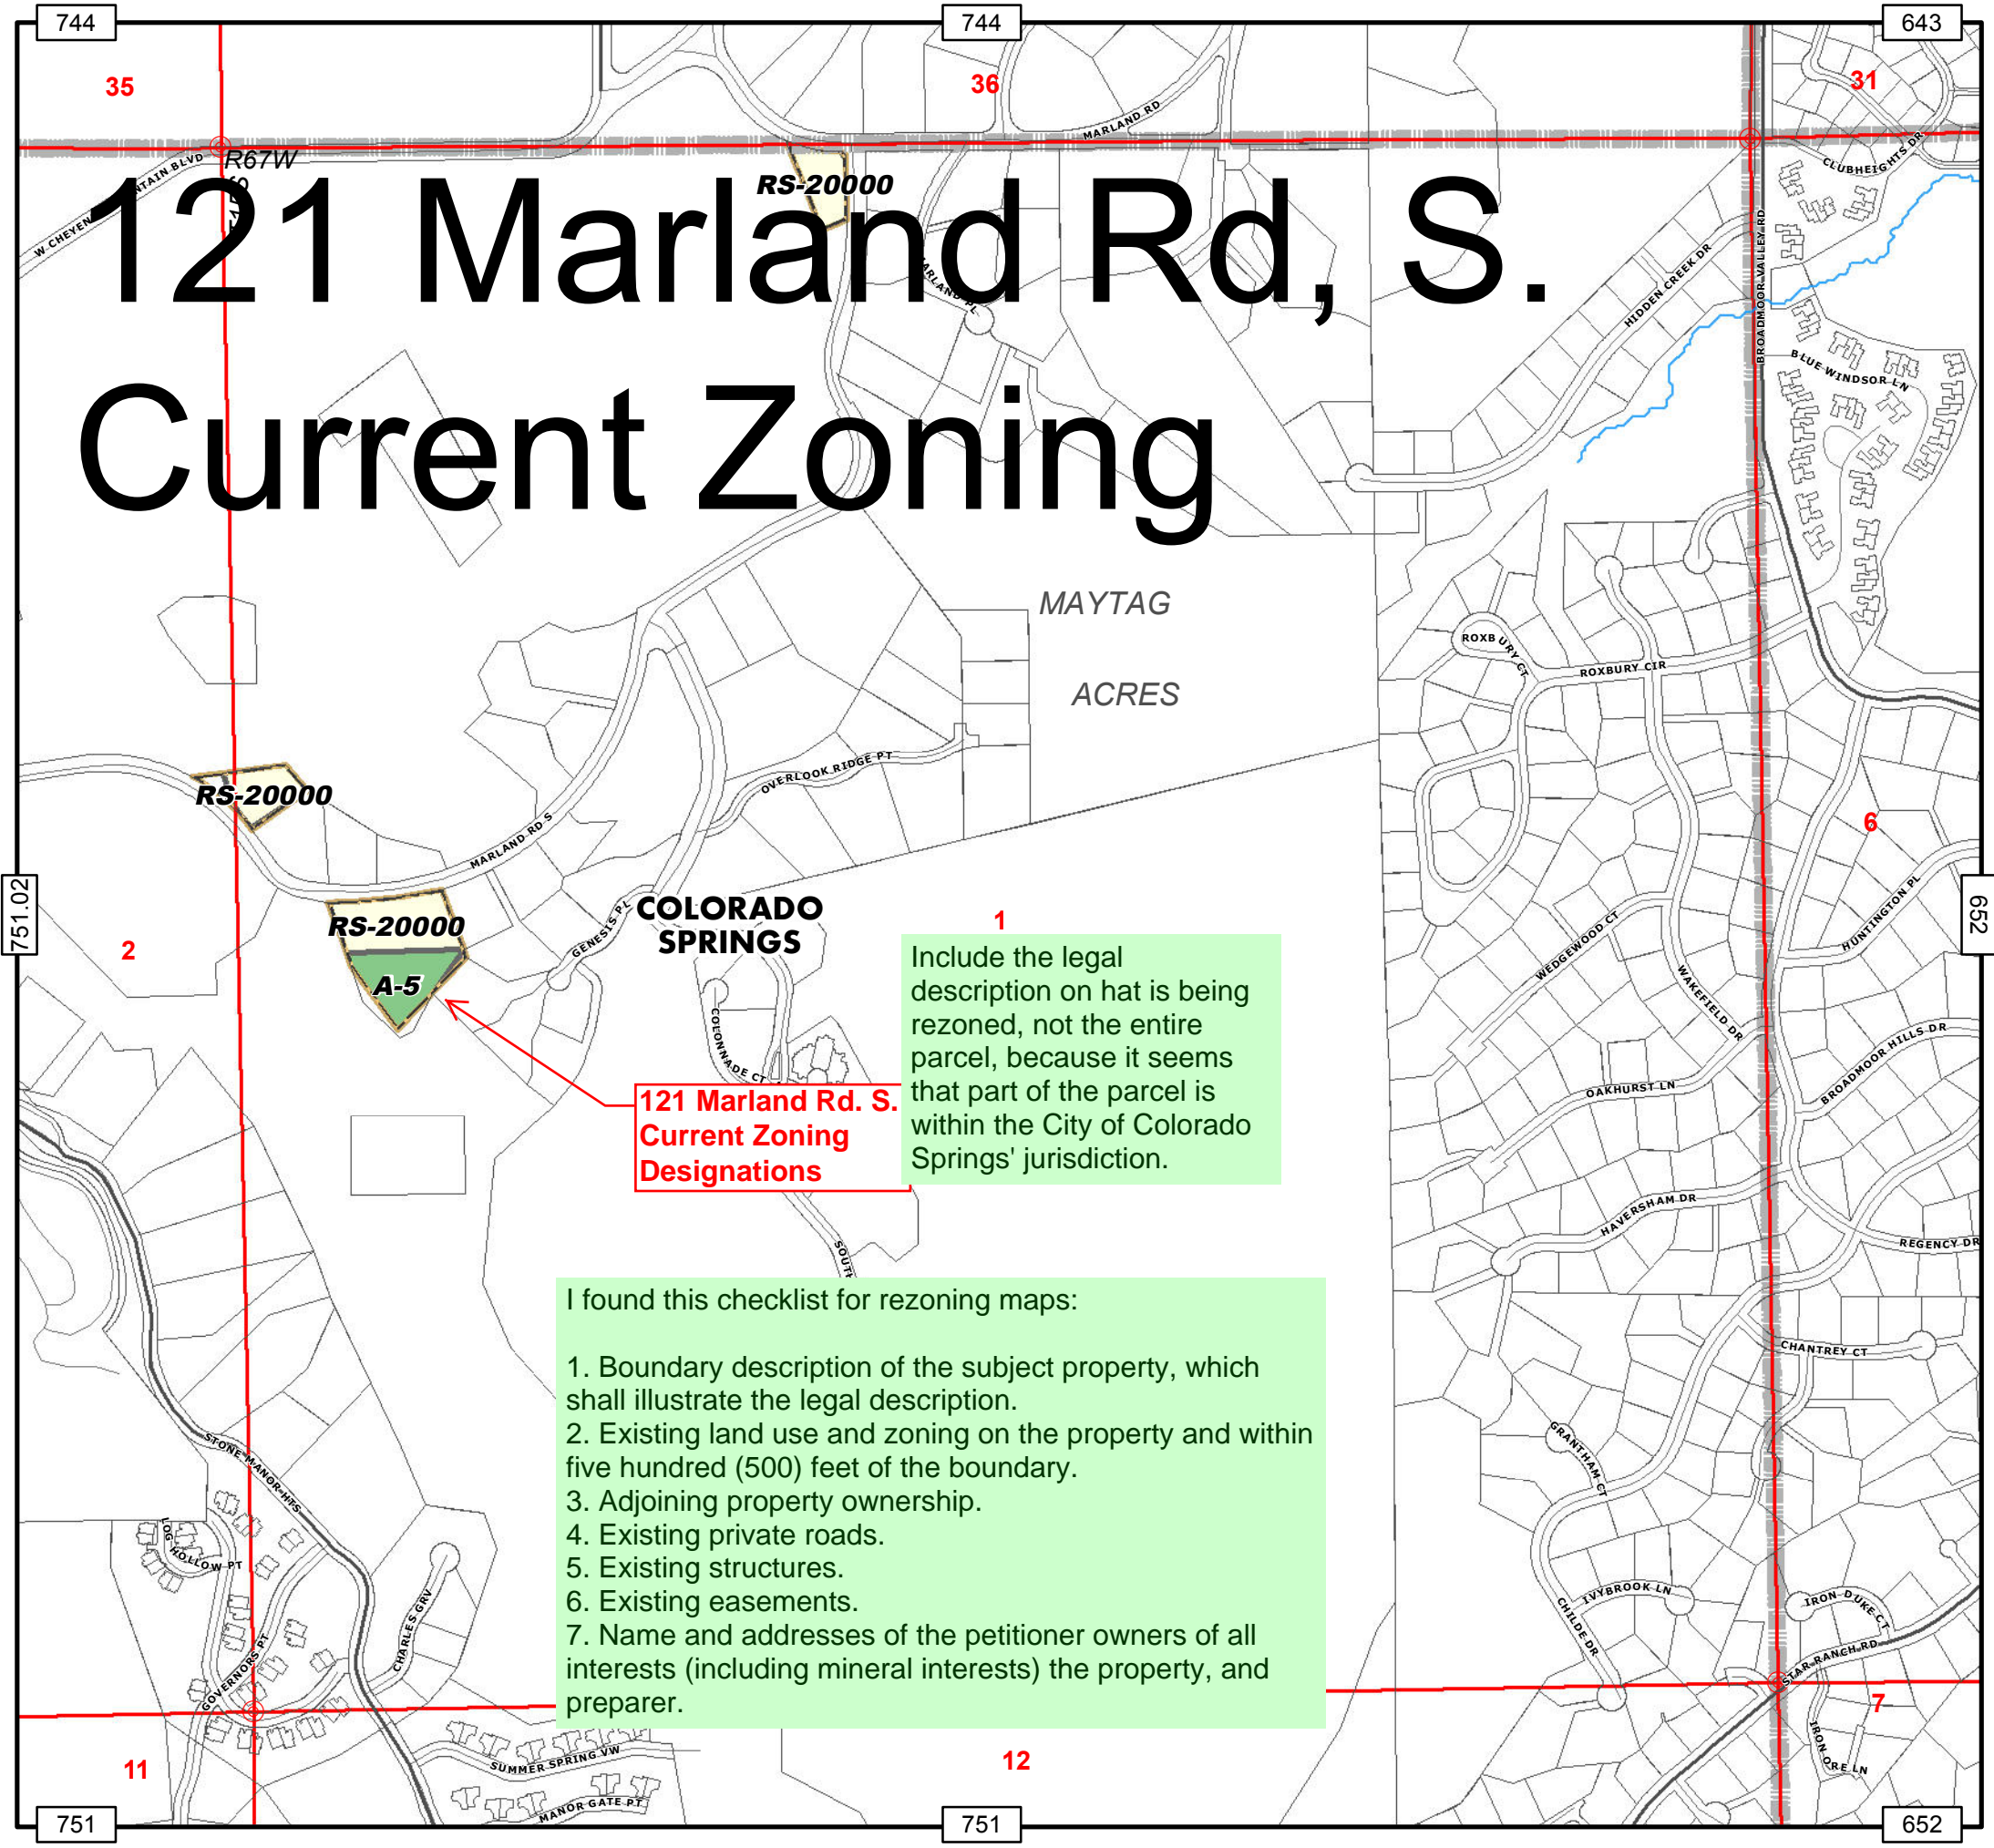 744
744
643
35
36
31
MARLAND RD
CLUBHEIGHTS DR
W CHEYEN
NTAIN BLVD
R67W
RS-20000
121 Marland Rd, S.
Current Zoning
ARLAND PL
HIDDEN CREEK DR
BROADMOOR VALLEY RD
BLUE WINDSOR LN
MAYTAG
ACRES
ROXBURY CT
ROXBURY CIR
OVERLOOK RIDGE PT
RS-20000
MARLAND RD S
6
751.02
652
RS-20000
A-5
2
GENESIS PL
COLORADO
SPRINGS
1
COLONNADE CT
WEDGEWOOD CT
WAKEFIELD DR
HUNTINGTON PL
BROADMOOR HILLS DR
OAKHURST LN
HAVERSHAM DR
REGENCY DR
Include the legal
description on hat is being
rezoned, not the entire
parcel, because it seems
that part of the parcel is
within the City of Colorado
Springs' jurisdiction.
121 Marland Rd. S.
Current Zoning
Designations
SOUTH
I found this checklist for rezoning maps:
1. Boundary description of the subject property, which
shall illustrate the legal description.
2. Existing land use and zoning on the property and within
five hundred (500) feet of the boundary.
3. Adjoining property ownership.
4. Existing private roads.
5. Existing structures.
6. Existing easements.
7. Name and addresses of the petitioner owners of all
interests (including mineral interests) the property, and
preparer.
CHANTREY CT
GRANTHAM CT
STONE MANOR HTS
LOG HOLLOW PT
GOVERNORS PT
CHARLES GRV
CHILDE DR
IVYBROOK LN
IRON DUKE CT
STAR RANCH RD
IRON ORE LN
7
11
12
SUMMER SPRING VW
MANOR GATE PT
751
751
652